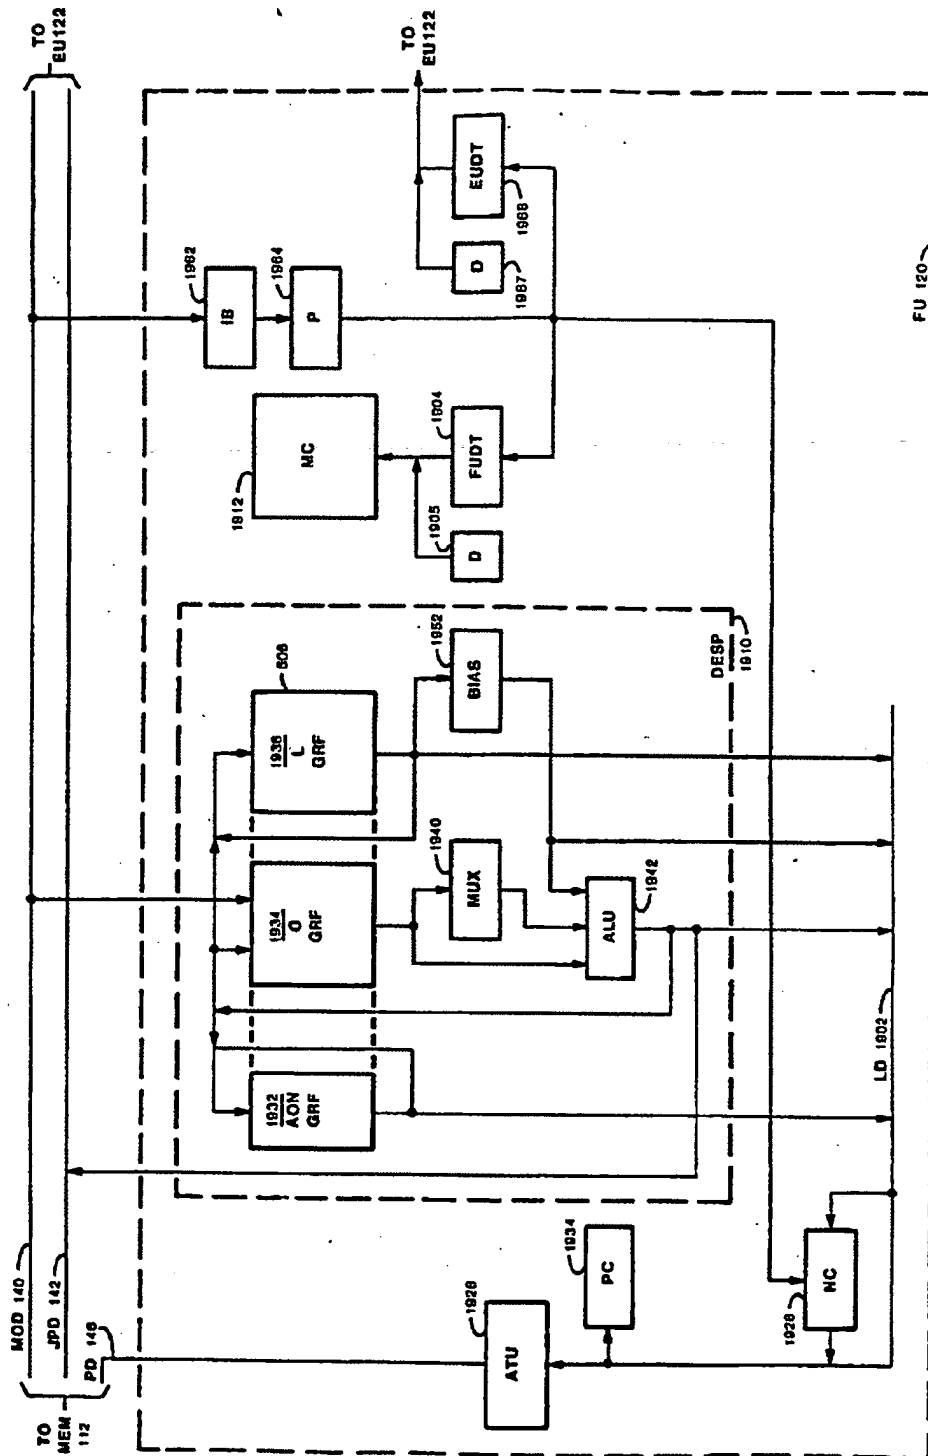 TO
MEM
112
MOD 140
JPD 142
PD 146
TO
EU122
TO
EU122
ATU
1928
PC
1934
NC
1926
1932
AON
GRF
1934
O
GRF
1936
L
GRF
MUX
1940
ALU
1942
BIAS
1952
DESP
1910
LD 1902
1912
MC
1905
D
1904
FUDT
1962
IB
1964
P
D
1967
EUDT
1968
FU 120